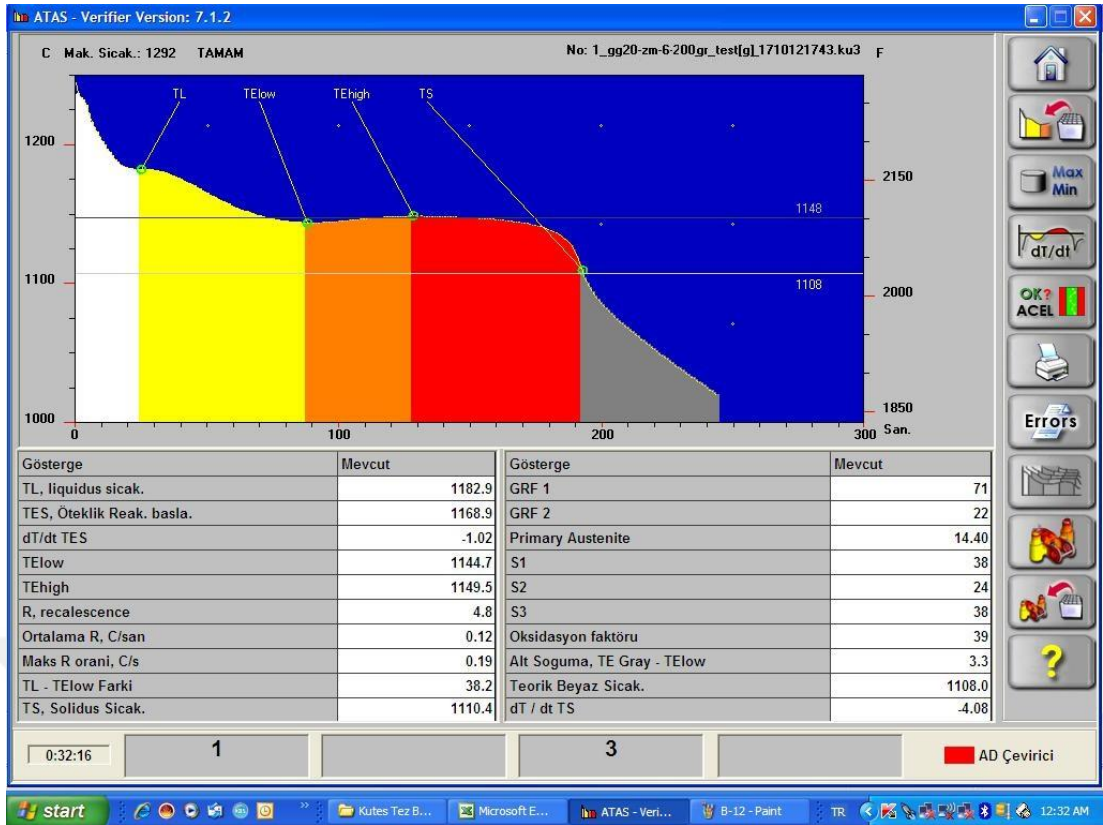 ATAS - Verifier Version: 7.1.2
C Mak. Sicak.: 1292 TAMAM No: 1_gg20-zm-6-200gr_test[g]_1710121743.ku3 F
TL TElow TEhigh TS
1200
2150
1148
1100
1108
2000
1000
1850
0 100 200 300 San.
Max
Min
dT/dt
OK?
ACEL
Errors
?
Gösterge Mevcut Gösterge Mevcut
TL, liquidus sicak. 1182.9 GRF 1 71
TES, Öteklik Reak. basla. 1168.9 GRF 2 22
dT/dt TES -1.02 Primary Austenite 14.40
TElow 1144.7 S1 38
TEhigh 1149.5 S2 24
R, recalescence 4.8 S3 38
Ortalama R, C/san 0.12 Oksidasyon faktöru 39
Maks R orani, C/s 0.19 Alt Soguma, TE Gray - TElow 3.3
TL - TElow Farki 38.2 Teorik Beyaz Sicak. 1108.0
TS, Solidus Sicak. 1110.4 dT / dt TS -4.08
0:32:16 1 3 AD Çevirici
start Kutes Tez B... Microsoft E... ATAS - Veri... B-12 - Paint TR 12:32 AM